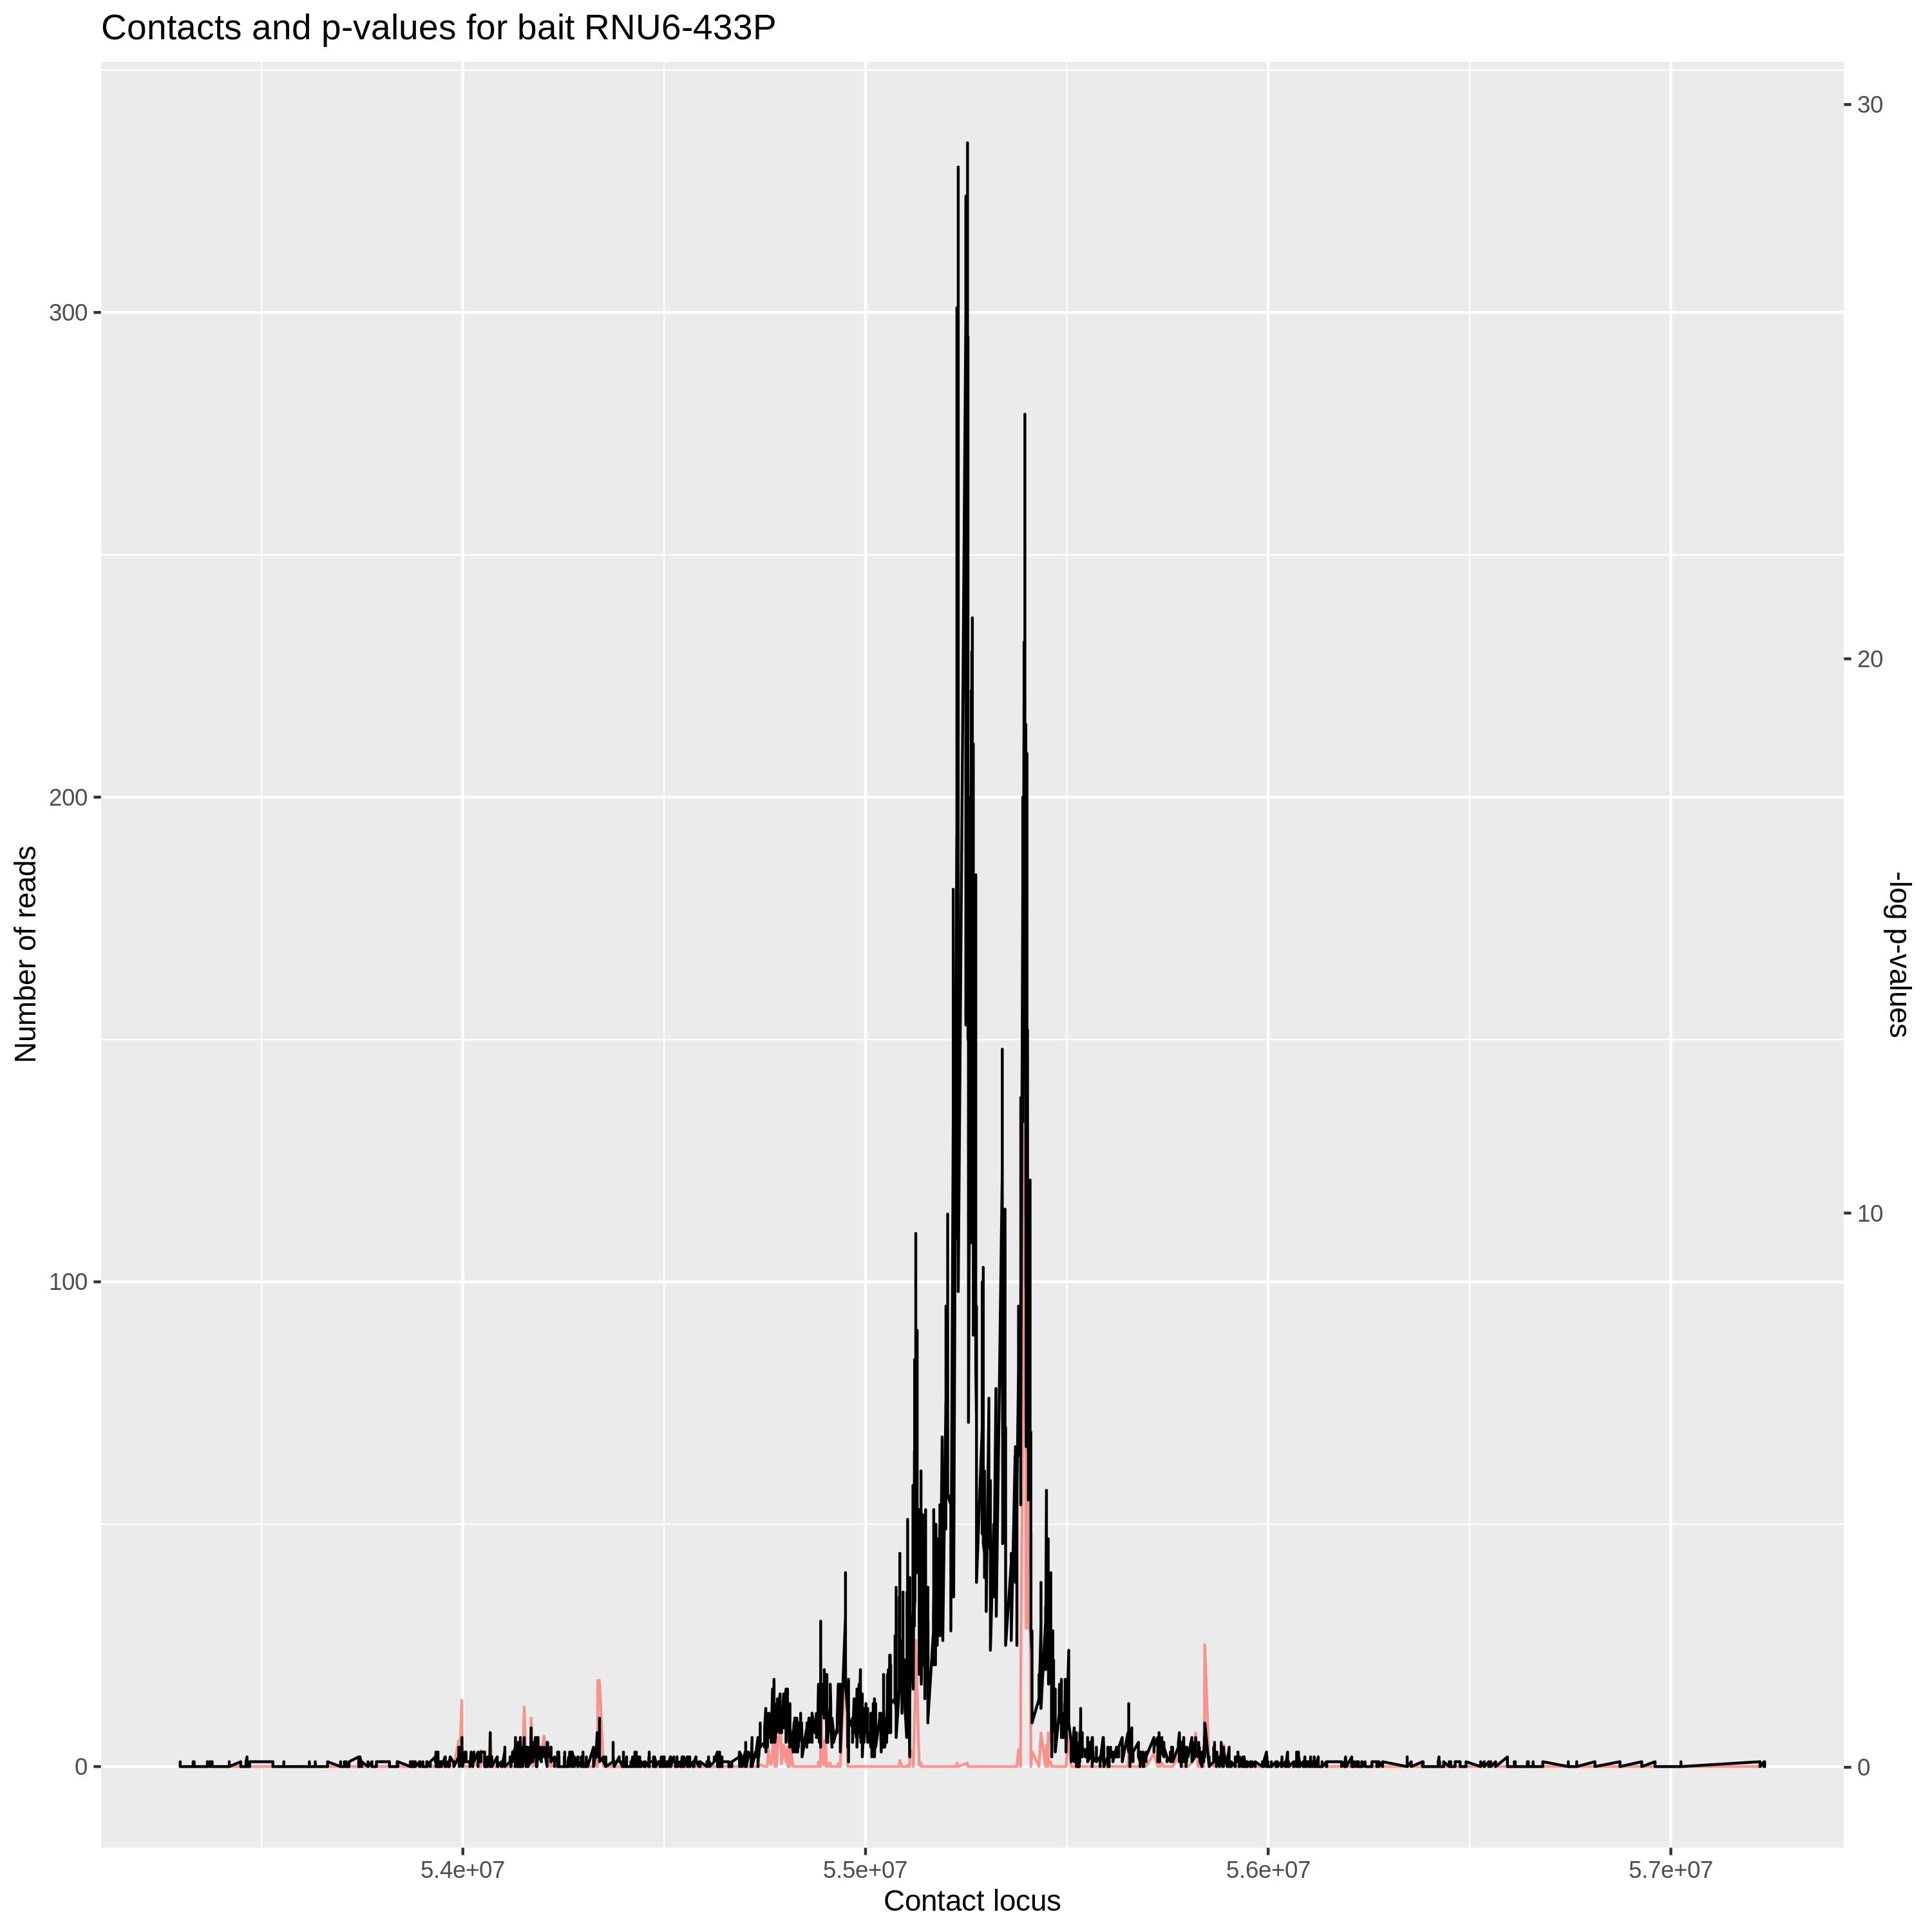 Contacts and p-values for bait RNU6-433P
30
300
20
200
Number of reads
-log p-values
10
100
0
0
5.4e+07
5.5e+07
5.6e+07
5.7e+07
Contact locus